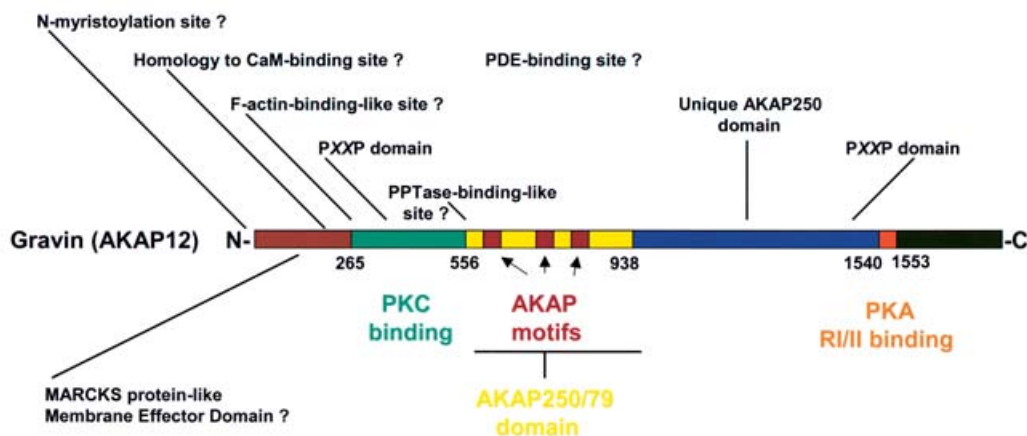 N-myristoylation site ?
Homology to CaM-binding site ?
PDE-binding site ?
F-actin-binding-like site ?
Unique AKAP250
domain
PXXP domain
PXXP domain
PPTase-binding-like
site ?
Gravin (AKAP12)
N-
-C
265
556
938
1540
1553
PKC
binding
AKAP
motifs
PKA
RI/II binding
MARCKS protein-like
Membrane Effector Domain ?
AKAP250/79
domain